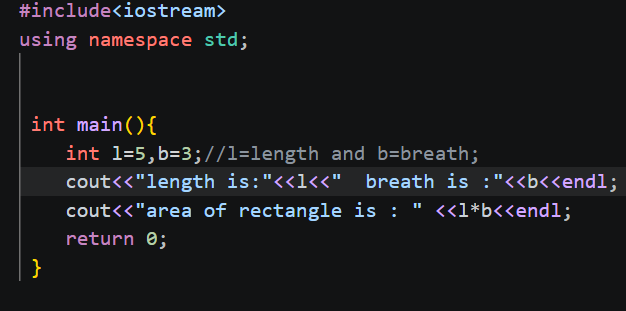 #include<iostream>
using namespace std;
int main(){
int l=5,b=3;//l=length and b=breath;
cout<<"length is:"<<l<<"  breath is :"<<b<<endl;
cout<<"area of rectangle is : " <<l*b<<endl;
return 0;
}